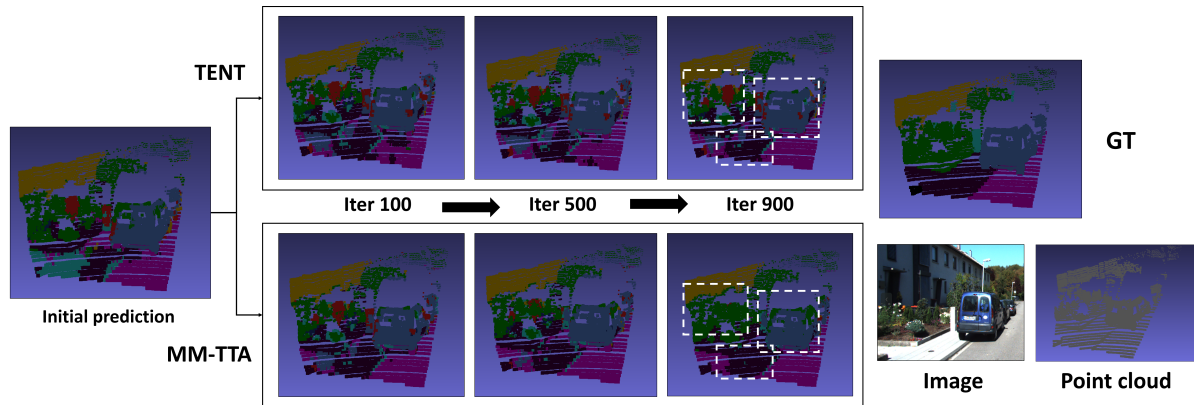 TENT
Initial prediction
Iter 100
Iter 500
Iter 900
MM-TTA
GT
Image
Point cloud